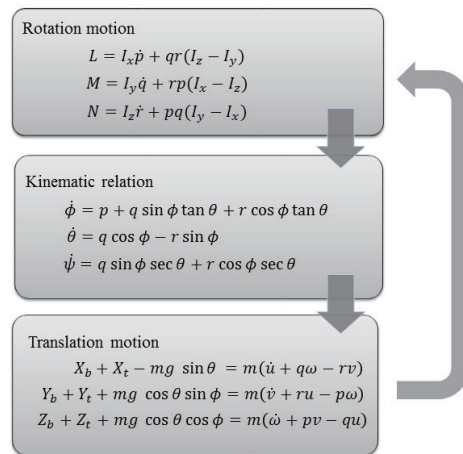 Rotation motion
L = I_x ṗ + qr(I_z − I_y)
M = I_y q̇ + rp(I_x − I_z)
N = I_z ṙ + pq(I_y − I_x)
Kinematic relation
ϕ̇ = p + q sin ϕ tan θ + r cos ϕ tan θ
θ̇ = q cos ϕ − r sin ϕ
ψ̇ = q sin ϕ sec θ + r cos ϕ sec θ
Translation motion
X_b + X_t − mg sin θ = m(u̇ + qω − rv)
Y_b + Y_t + mg cos θ sin ϕ = m(v̇ + ru − pω)
Z_b + Z_t + mg cos θ cos ϕ = m(ω̇ + pv − qu)